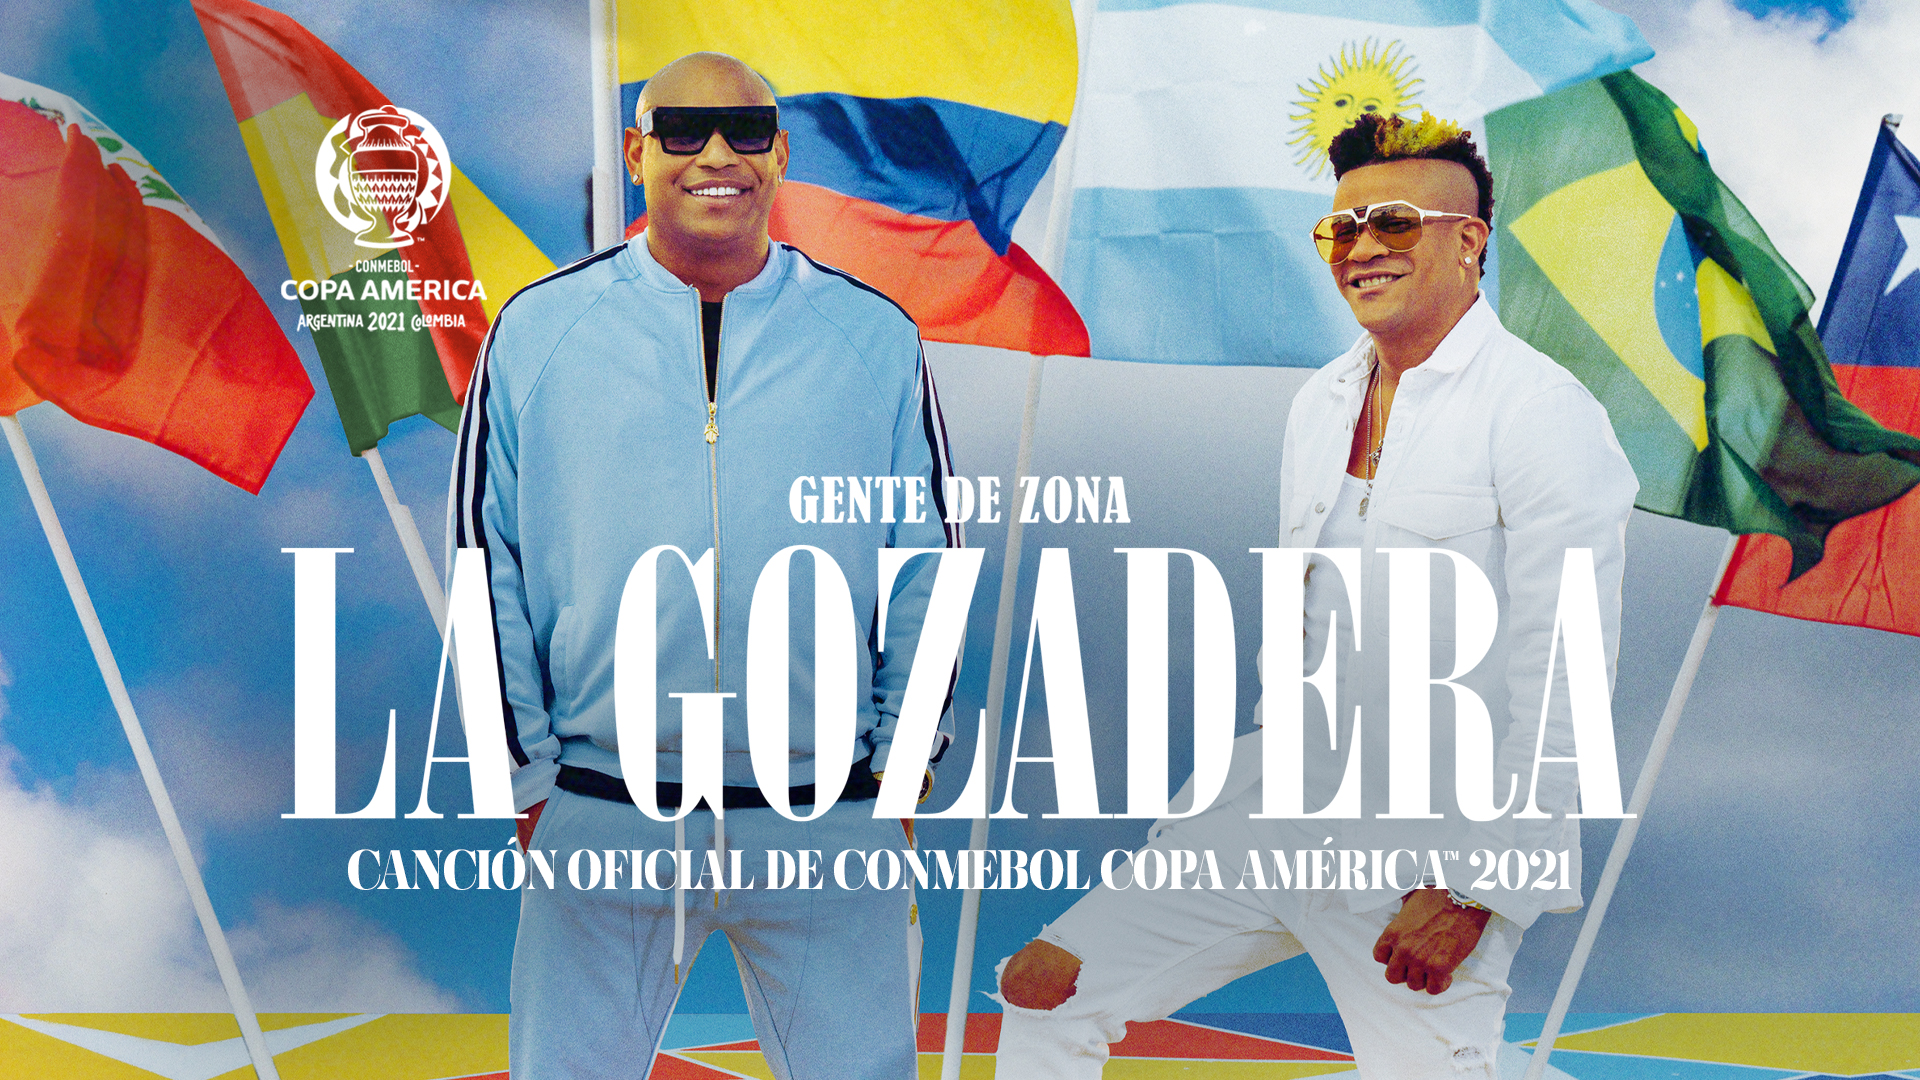 - CONMEBOL -
COPA AMERICA
ARGENTINA 2021 COLOMBIA
GENTE DE ZONA
LA GOZADERA
CANCIÓN OFICIAL DE CONMEBOL COPA AMÉRICA™ 2021